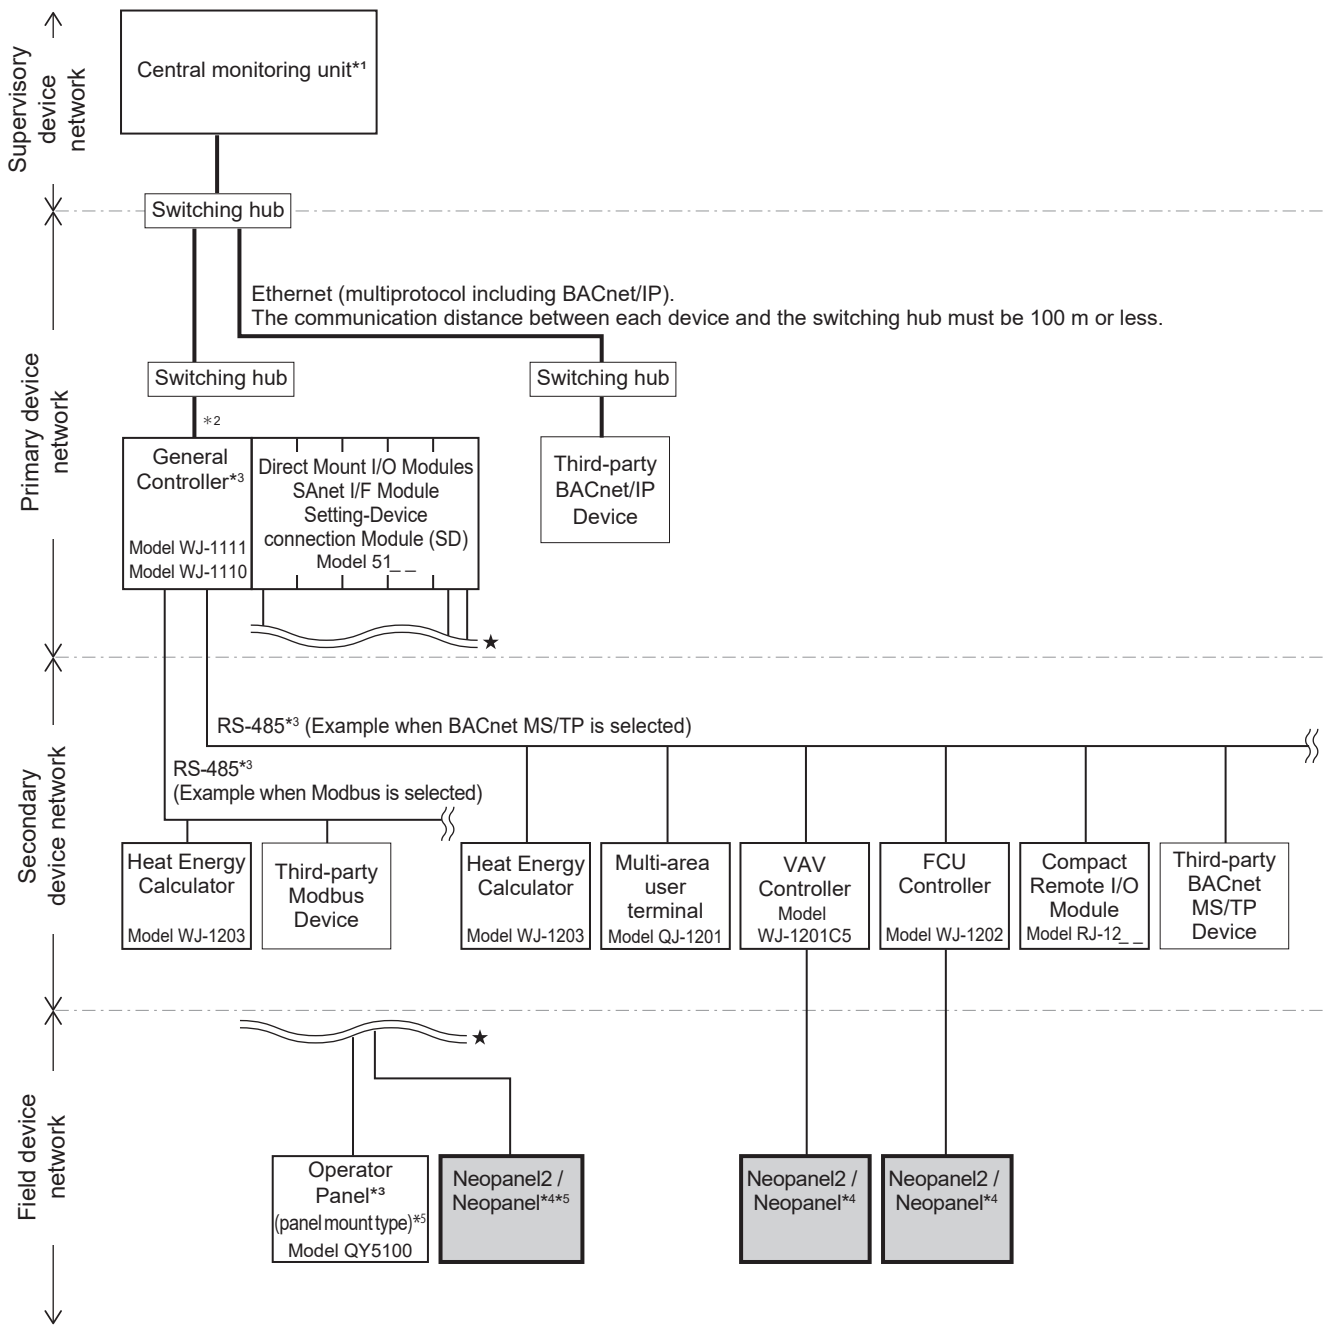 Supervisory
device
network
Central monitoring unit*1
Switching hub
Primary device
network
Ethernet (multiprotocol including BACnet/IP).
The communication distance between each device and the switching hub must be 100 m or less.
Switching hub
Switching hub
*2
General
Controller*3
Model WJ-1111
Model WJ-1110
Direct Mount I/O Modules
SAnet I/F Module
Setting-Device
connection Module (SD)
Model 51_ _
Third-party
BACnet/IP
Device
★
Secondary
device network
RS-485*3 (Example when BACnet MS/TP is selected)
RS-485*3
(Example when Modbus is selected)
Heat Energy
Calculator
Model WJ-1203
Third-party
Modbus
Device
Heat Energy
Calculator
Model WJ-1203
Multi-area
user
terminal
Model QJ-1201
VAV
Controller
Model
WJ-1201C5
FCU
Controller
Model WJ-1202
Compact
Remote I/O
Module
Model RJ-12_ _
Third-party
BACnet
MS/TP
Device
Field device
network
★
Operator
Panel*3
(panel mount type)*5
Model QY5100
Neopanel2 /
Neopanel*4*5
Neopanel2 /
Neopanel*4
Neopanel2 /
Neopanel*4